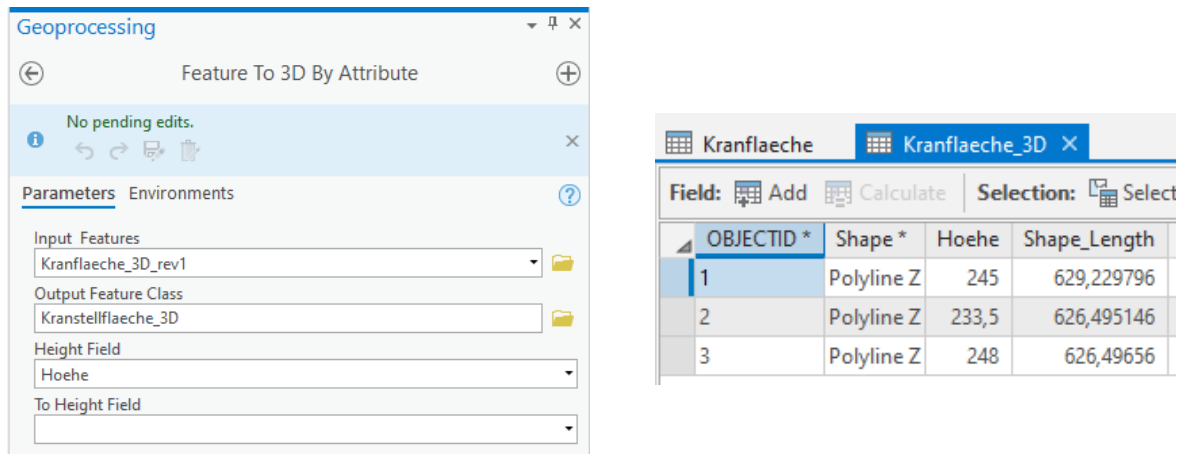 Geoprocessing
Feature To 3D By Attribute
No pending edits.
Parameters Environments
Input Features
Kranflaeche_3D_rev1
Output Feature Class
Kranstellflaeche_3D
Height Field
Hoehe
To Height Field
Kranflaeche Kranflaeche_3D
Field: Add Calculate Selection: Select
OBJECTID * Shape * Hoehe Shape_Length
1 Polyline Z 245 629,229796
2 Polyline Z 233,5 626,495146
3 Polyline Z 248 626,49656